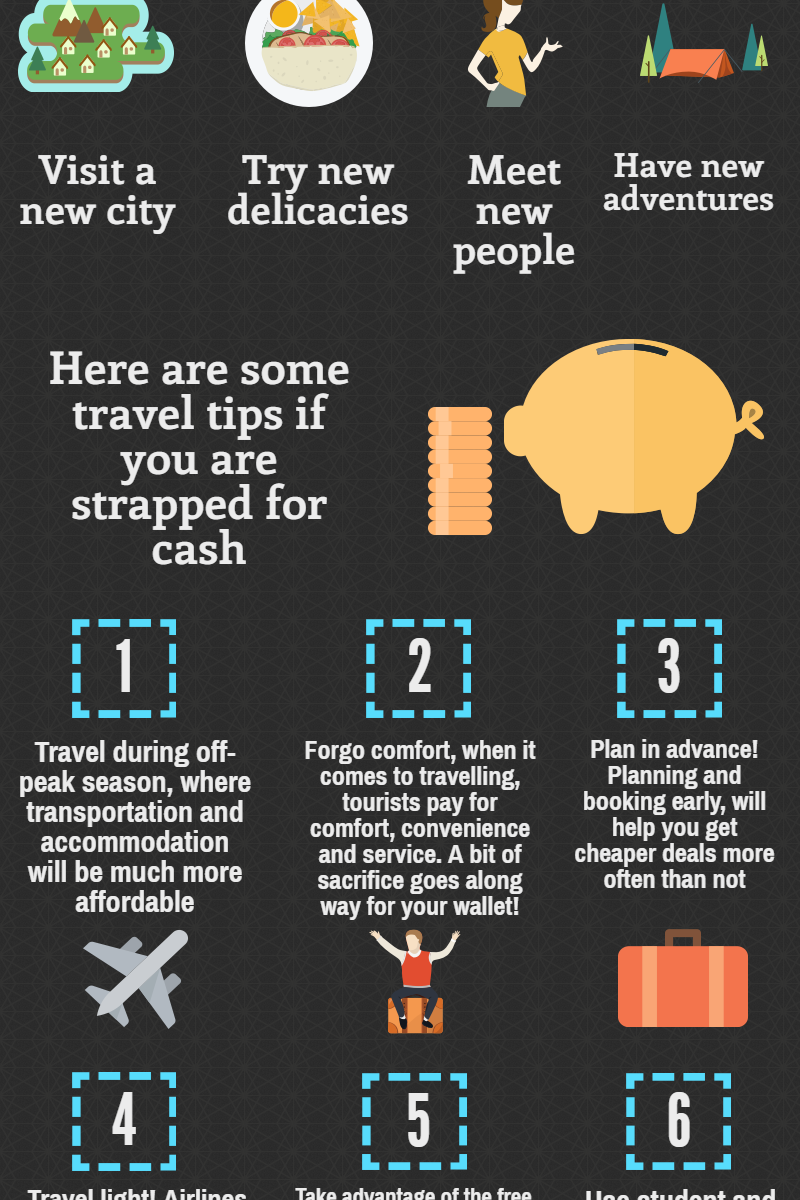 Visit a
new city
Try new
delicacies
Meet
new
people
Have new
adventures
Here are some
travel tips if
you are
strapped for
cash
1
Travel during off-
peak season, where
transportation and
accommodation
will be much more
affordable
2
Forgo comfort, when it
comes to travelling,
tourists pay for
comfort, convenience
and service. A bit of
sacrifice goes along
way for your wallet!
3
Plan in advance!
Planning and
booking early, will
help you get
cheaper deals more
often than not
4
Travel light! Airlines
5
Take advantage of the free
6
Use student and